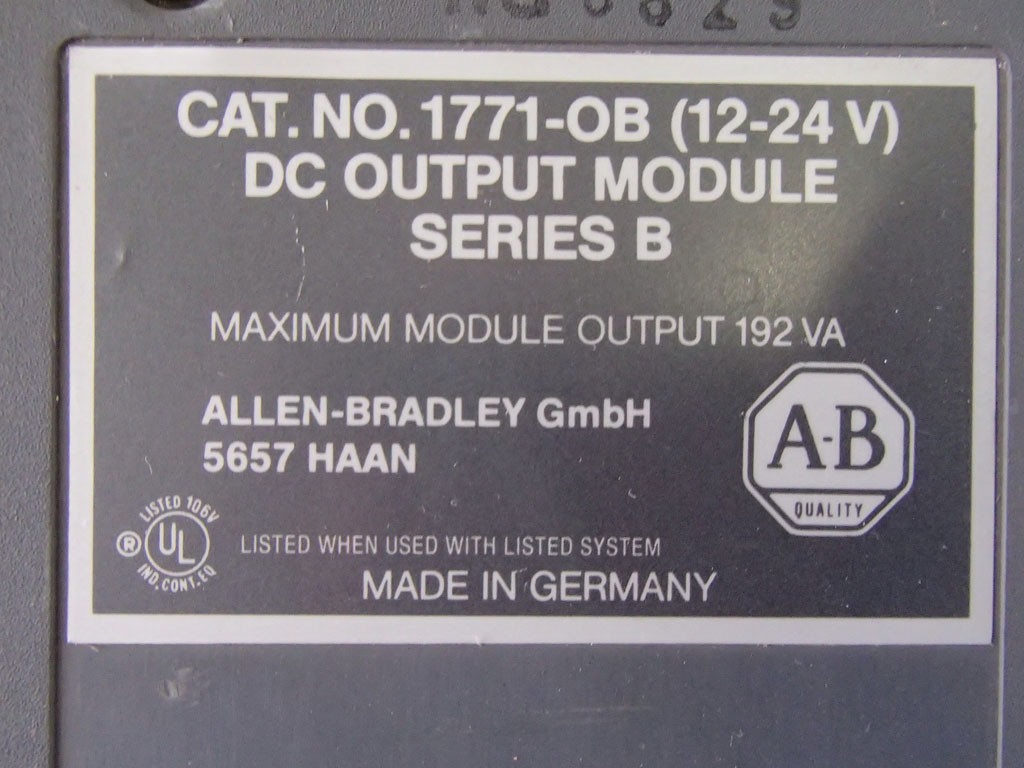 CAT. NO. 1771-OB (12-24 V)
DC OUTPUT MODULE
SERIES B
MAXIMUM MODULE OUTPUT 192 VA
ALLEN-BRADLEY GmbH
5657 HAAN
A-B
QUALITY
LISTED 106V
® UL
IND. CONT. EQ
LISTED WHEN USED WITH LISTED SYSTEM
MADE IN GERMANY